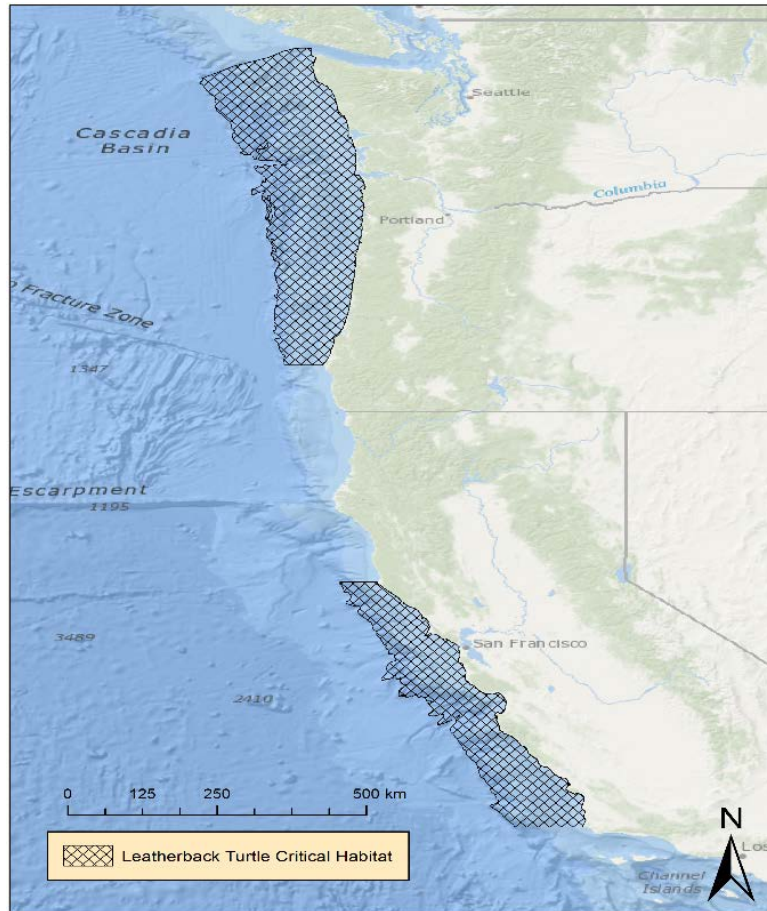 Seattle
Cascadia
Basin
Columbia
Portland
Fracture Zone
1347
Escarpment
1195
3489
San Francisco
2410
0 125 250 500 km
N
Leatherback Turtle Critical Habitat
Los
Channel
Islands